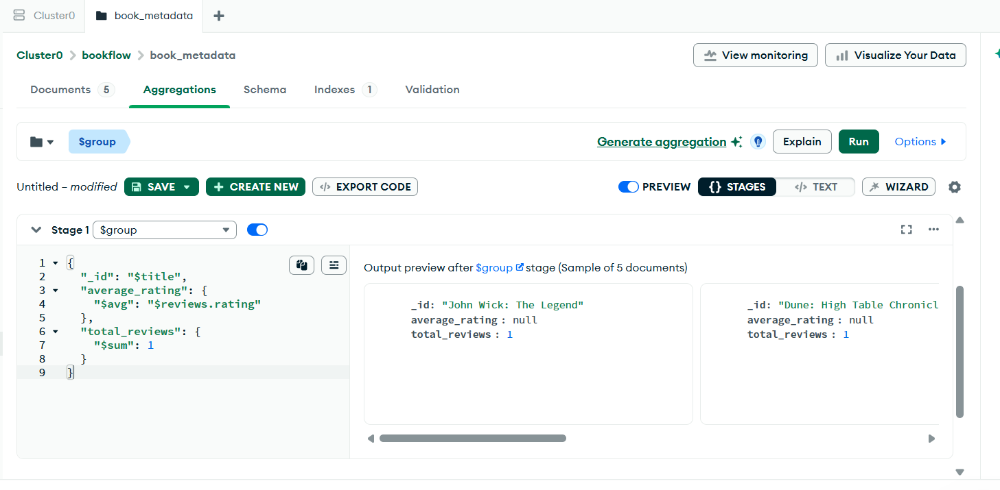 Cluster0 book_metadata
Cluster0 bookflow book_metadata View monitoring Visualize Your Data
Documents 5 Aggregations Schema Indexes 1 Validation
$group Generate aggregation Explain Run Options
Untitled – modified SAVE + CREATE NEW </> EXPORT CODE PREVIEW {} STAGES </> TEXT WIZARD
Stage 1 $group
Output preview after $group stage (Sample of 5 documents)
1 {
2 "_id": "$title",
3 "average_rating": {
4 "$avg": "$reviews.rating"
5 },
6 "total_reviews": {
7 "$sum": 1
8 }
9 }
_id: "John Wick: The Legend"
average_rating : null
total_reviews : 1
_id: "Dune: High Table Chronicl
average_rating : null
total_reviews : 1